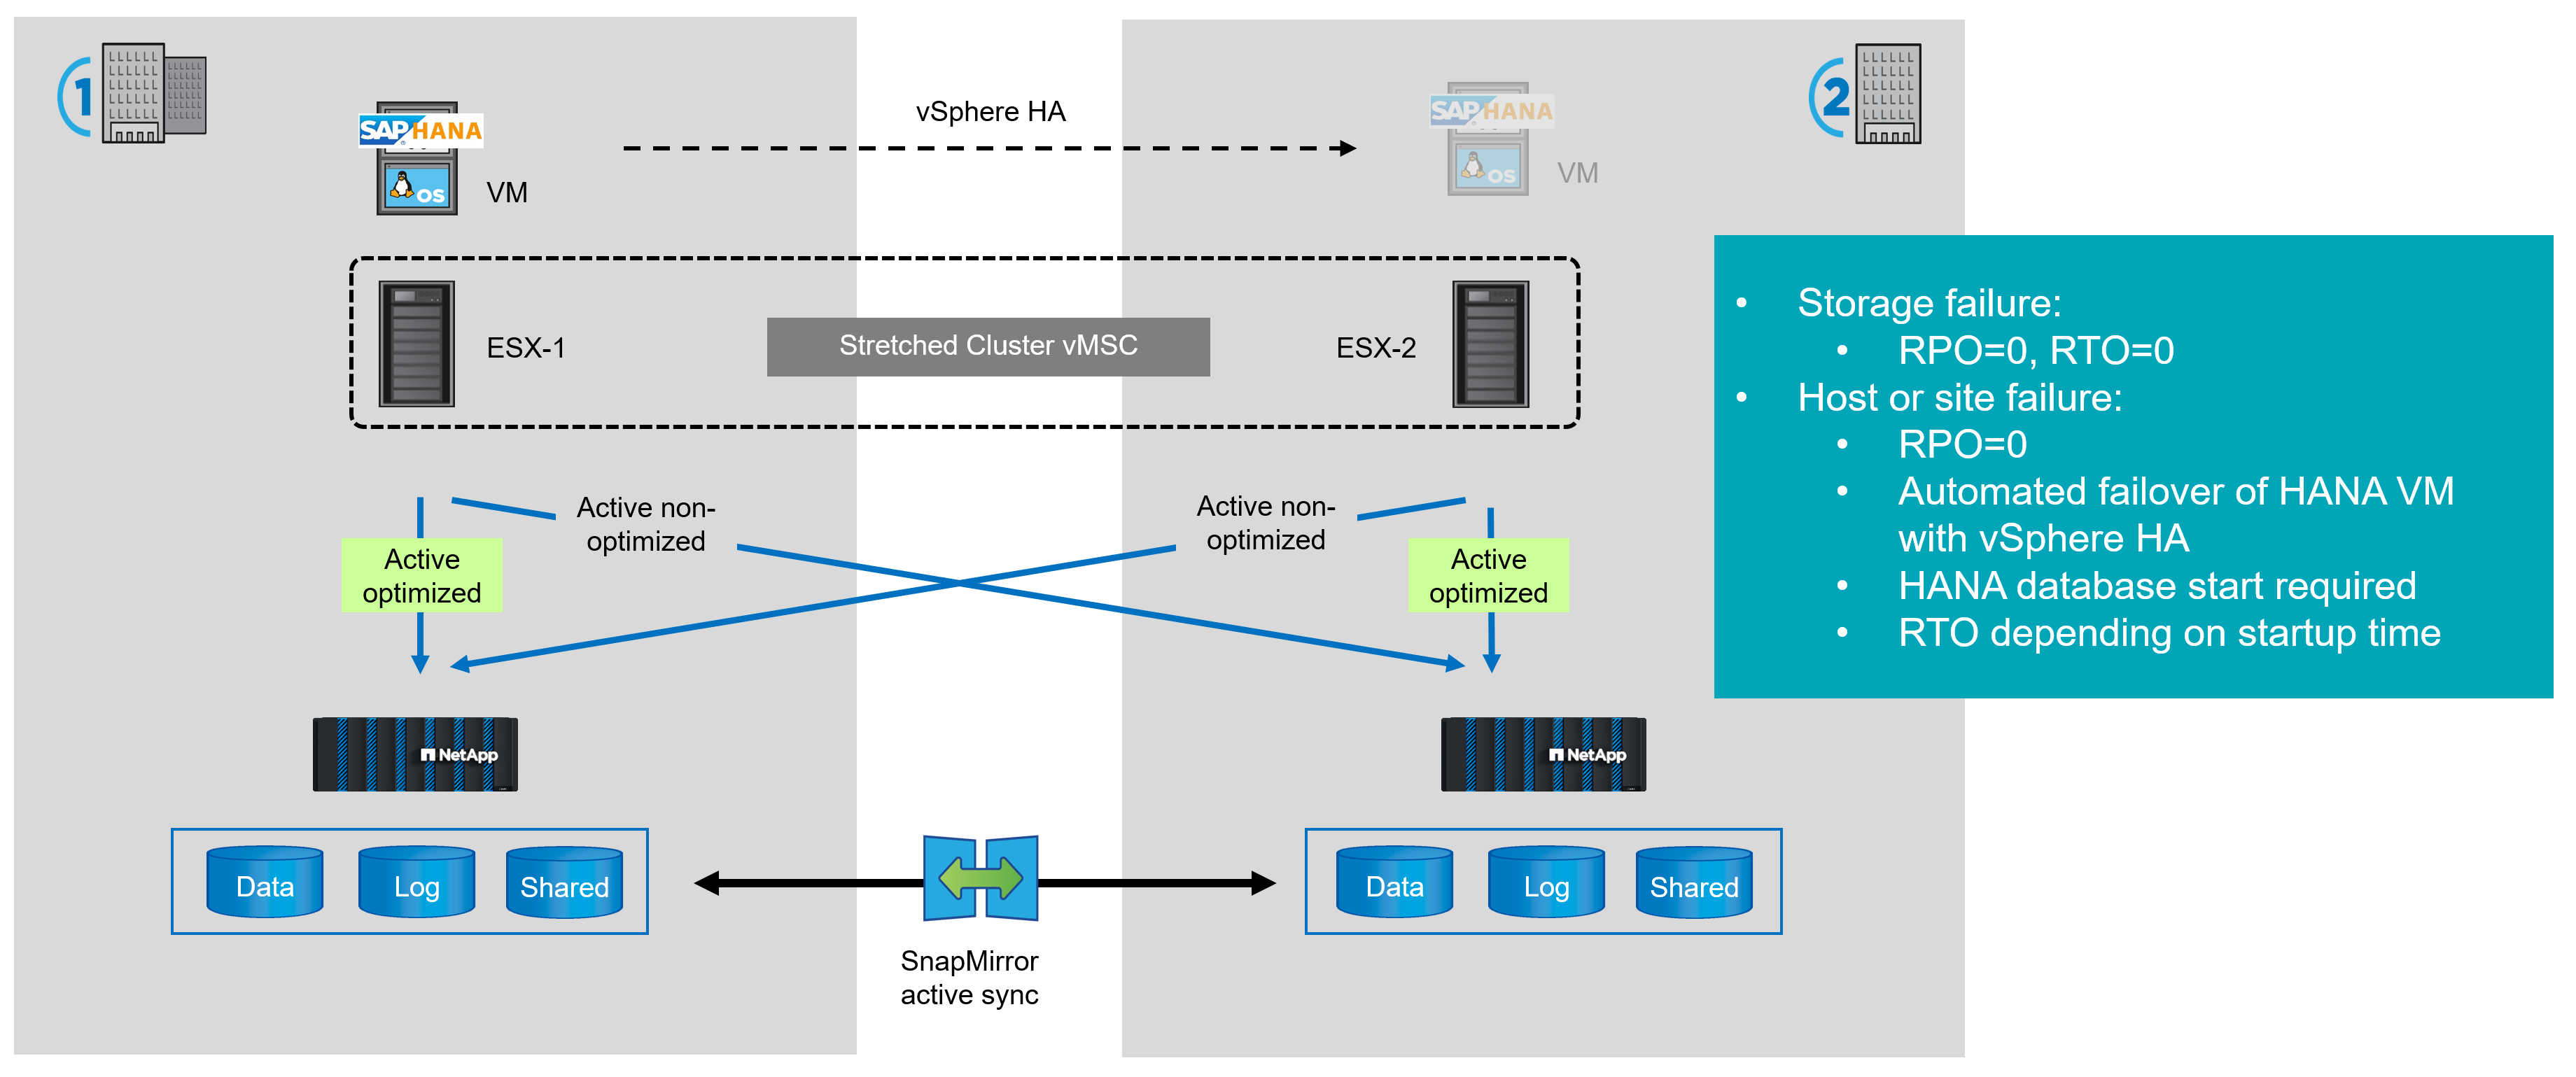 1
2
SAP HANA
OS
VM
vSphere HA
SAP HANA
OS
VM
ESX-1
Stretched Cluster vMSC
ESX-2
• Storage failure:
• RPO=0, RTO=0
• Host or site failure:
• RPO=0
• Automated failover of HANA VM
with vSphere HA
• HANA database start required
• RTO depending on startup time
Active
optimized
Active non-
optimized
Active non-
optimized
Active
optimized
NetApp
NetApp
Data
Log
Shared
SnapMirror
active sync
Data
Log
Shared